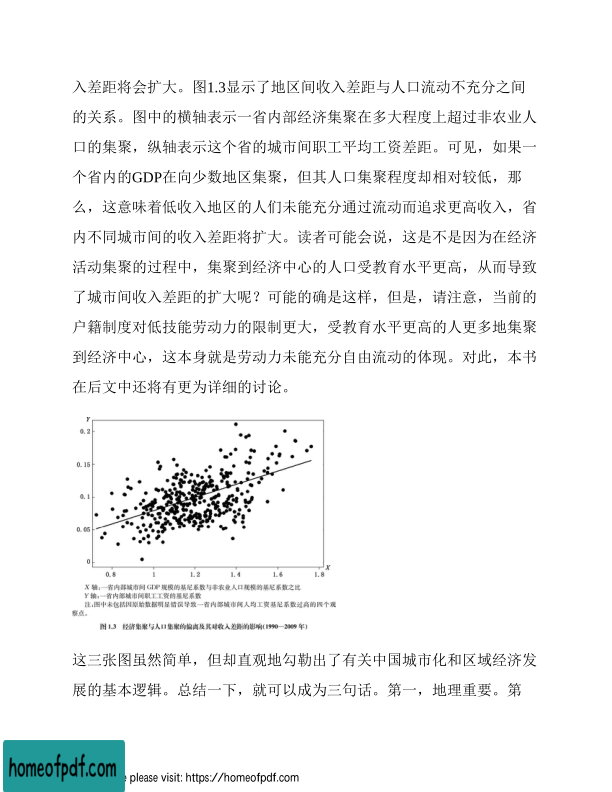 入差距将会扩大。图1.3显示了地区间收入差距与人口流动不充分之间
的关系。图中的横轴表示一省内部经济集聚在多大程度上超过非农业人
口的集聚，纵轴表示这个省的城市间职工平均工资差距。可见，如果一
个省内的GDP在向少数地区集聚，但其人口集聚程度却相对较低，那
么，这意味着低收入地区的人们未能充分通过流动而追求更高收入，省
内不同城市间的收入差距将扩大。读者可能会说，这是不是因为在经济
活动集聚的过程中，集聚到经济中心的人口受教育水平更高，从而导致
了城市间收入差距的扩大呢？可能的确是这样，但是，请注意，当前的
户籍制度对低技能劳动力的限制更大，受教育水平更高的人更多地集聚
到经济中心，这本身就是劳动力未能充分自由流动的体现。对此，本书
在后文中还将有更为详细的讨论。
Y
0.2
0.15
0.1
0.05
0
0.8 1 1.2 1.4 1.6 1.8 X
X 轴:一省内部城市间 GDP 规模的基尼系数与非农业人口规模的基尼系数之比
Y 轴:一省内部城市间职工工资的基尼系数
注:图中未包括因原始数据明显错误导致一省内部城市间人均工资基尼系数过高的四个观
察点。
图 1.3 经济集聚与人口集聚的偏离及其对收入差距的影响(1990—2009 年)
这三张图虽然简单，但却直观地勾勒出了有关中国城市化和区域经济发
展的基本逻辑。总结一下，就可以成为三句话。第一，地理重要。第
homeofpdf.com
e please visit: https://homeofpdf.com